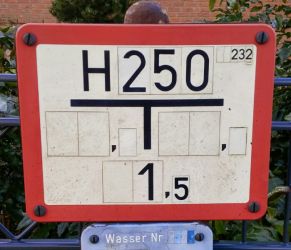 H250
232
, ,
1,5
Wasser Nr.